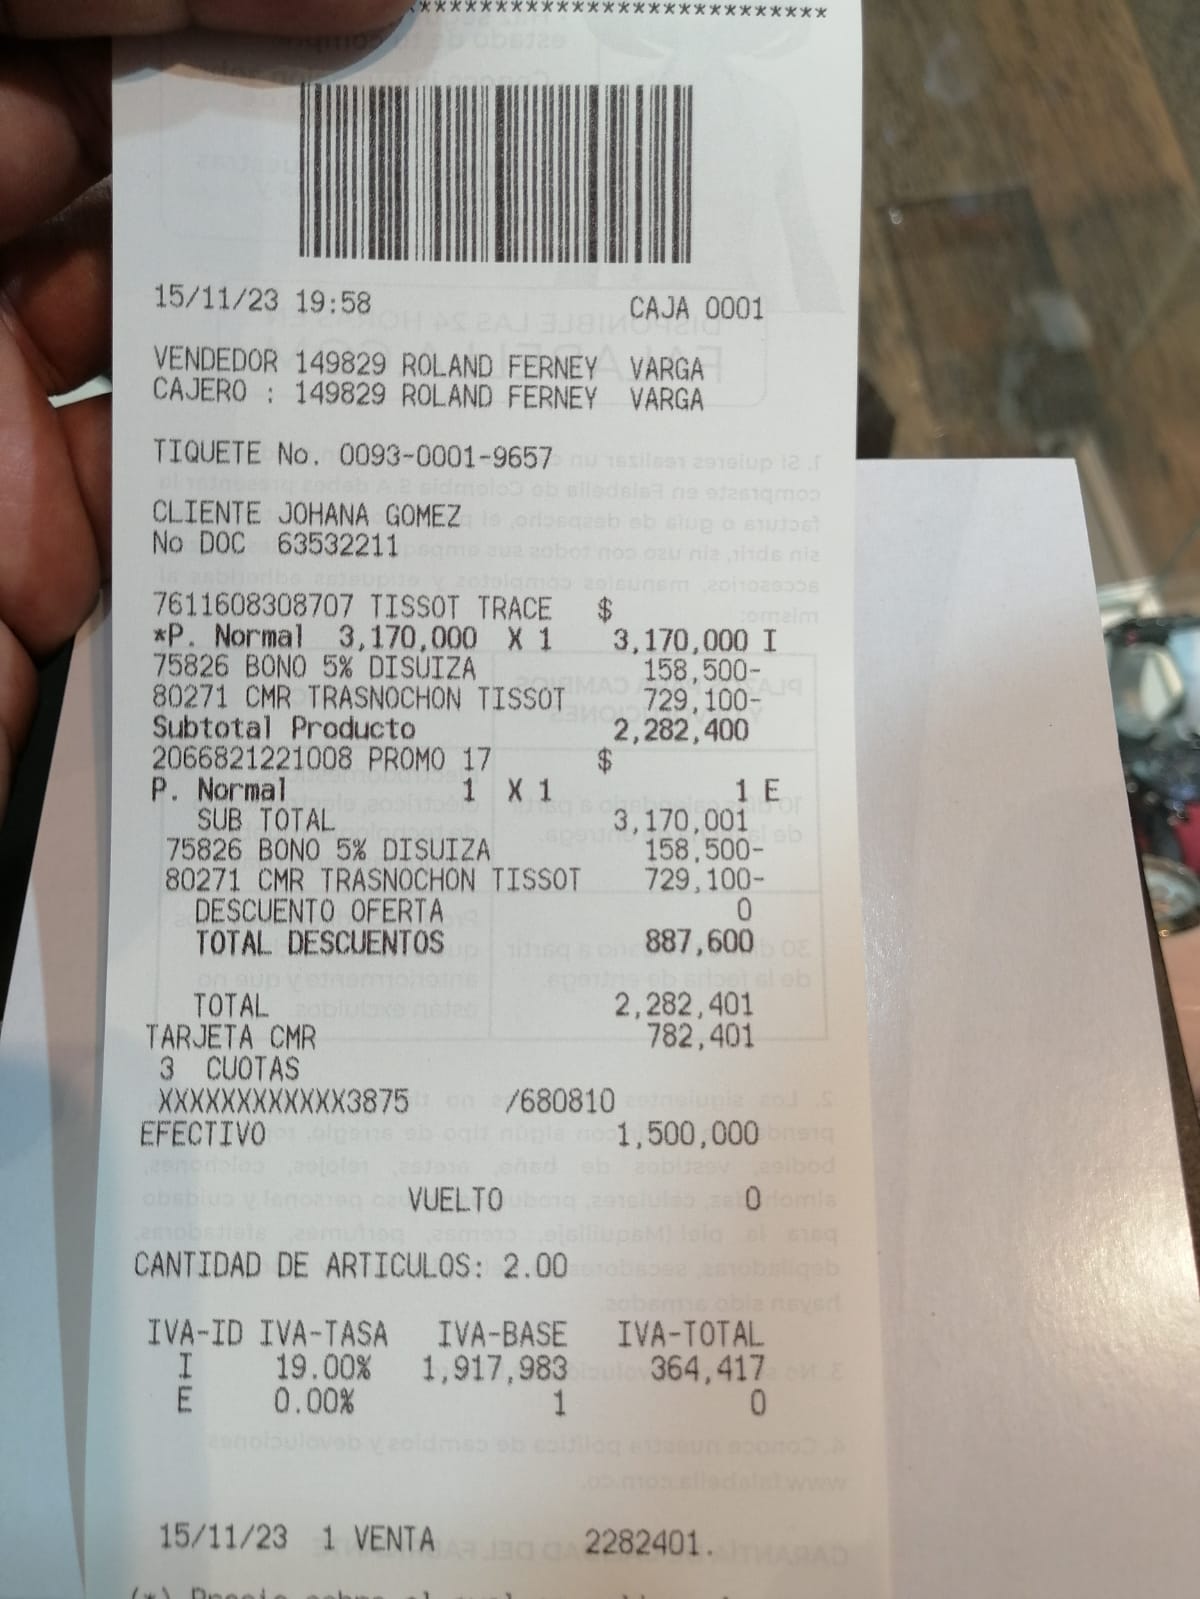 ***************************
15/11/23 19:58 CAJA 0001
VENDEDOR 149829 ROLAND FERNEY VARGA
CAJERO : 149829 ROLAND FERNEY VARGA
TIQUETE No. 0093-0001-9657
CLIENTE JOHANA GOMEZ
No DOC 63532211
7611608308707 TISSOT TRACE $
*P. Normal 3,170,000 X 1 3,170,000 I
75826 BONO 5% DISUIZA 158,500-
80271 CMR TRASNOCHON TISSOT 729,100-
Subtotal Producto 2,282,400
2066821221008 PROMO 17 $
P. Normal 1 X 1 1 E
SUB TOTAL 3,170,001
75826 BONO 5% DISUIZA 158,500-
80271 CMR TRASNOCHON TISSOT 729,100-
DESCUENTO OFERTA 0
TOTAL DESCUENTOS 887,600
TOTAL 2,282,401
TARJETA CMR 782,401
3 CUOTAS
XXXXXXXXXXXX3875 /680810
EFECTIVO 1,500,000
VUELTO 0
CANTIDAD DE ARTICULOS: 2.00
IVA-ID IVA-TASA IVA-BASE IVA-TOTAL
I 19.00% 1,917,983 364,417
E 0.00% 1 0
15/11/23 1 VENTA 2282401.